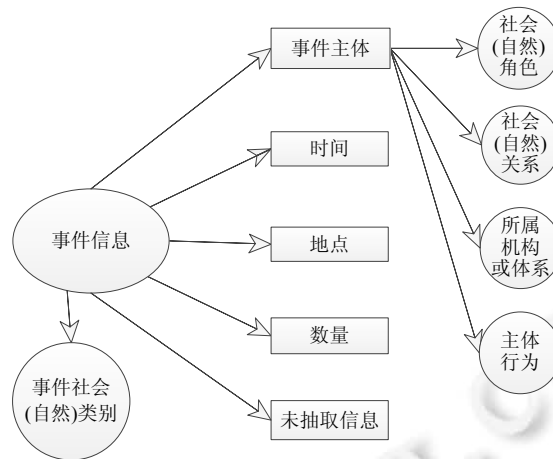 事件主体
社会
(自然)
角色
社会
(自然)
关系
时间
事件信息
地点
所属
机构
或体系
数量
主体
行为
事件社会
(自然)类别
未抽取信息